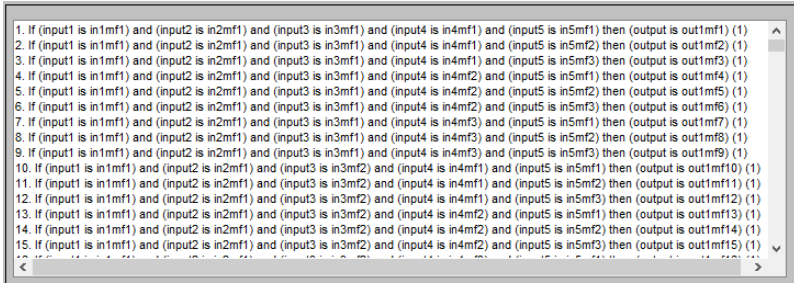 1. If (input1 is in1mf1) and (input2 is in2mf1) and (input3 is in3mf1) and (input4 is in4mf1) and (input5 is in5mf1) then (output is out1mf1) (1)
2. If (input1 is in1mf1) and (input2 is in2mf1) and (input3 is in3mf1) and (input4 is in4mf1) and (input5 is in5mf2) then (output is out1mf2) (1)
3. If (input1 is in1mf1) and (input2 is in2mf1) and (input3 is in3mf1) and (input4 is in4mf1) and (input5 is in5mf3) then (output is out1mf3) (1)
4. If (input1 is in1mf1) and (input2 is in2mf1) and (input3 is in3mf1) and (input4 is in4mf2) and (input5 is in5mf1) then (output is out1mf4) (1)
5. If (input1 is in1mf1) and (input2 is in2mf1) and (input3 is in3mf1) and (input4 is in4mf2) and (input5 is in5mf2) then (output is out1mf5) (1)
6. If (input1 is in1mf1) and (input2 is in2mf1) and (input3 is in3mf1) and (input4 is in4mf2) and (input5 is in5mf3) then (output is out1mf6) (1)
7. If (input1 is in1mf1) and (input2 is in2mf1) and (input3 is in3mf1) and (input4 is in4mf3) and (input5 is in5mf1) then (output is out1mf7) (1)
8. If (input1 is in1mf1) and (input2 is in2mf1) and (input3 is in3mf1) and (input4 is in4mf3) and (input5 is in5mf2) then (output is out1mf8) (1)
9. If (input1 is in1mf1) and (input2 is in2mf1) and (input3 is in3mf1) and (input4 is in4mf3) and (input5 is in5mf3) then (output is out1mf9) (1)
10. If (input1 is in1mf1) and (input2 is in2mf1) and (input3 is in3mf2) and (input4 is in4mf1) and (input5 is in5mf1) then (output is out1mf10) (1)
11. If (input1 is in1mf1) and (input2 is in2mf1) and (input3 is in3mf2) and (input4 is in4mf1) and (input5 is in5mf2) then (output is out1mf11) (1)
12. If (input1 is in1mf1) and (input2 is in2mf1) and (input3 is in3mf2) and (input4 is in4mf1) and (input5 is in5mf3) then (output is out1mf12) (1)
13. If (input1 is in1mf1) and (input2 is in2mf1) and (input3 is in3mf2) and (input4 is in4mf2) and (input5 is in5mf1) then (output is out1mf13) (1)
14. If (input1 is in1mf1) and (input2 is in2mf1) and (input3 is in3mf2) and (input4 is in4mf2) and (input5 is in5mf2) then (output is out1mf14) (1)
15. If (input1 is in1mf1) and (input2 is in2mf1) and (input3 is in3mf2) and (input4 is in4mf2) and (input5 is in5mf3) then (output is out1mf15) (1)